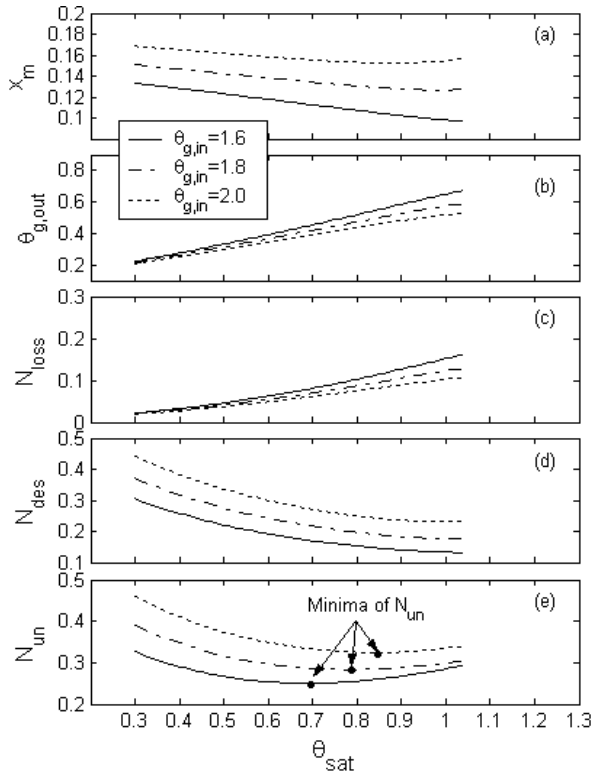 0.2
0.18
0.16
0.14
0.12
0.1
x_m
(a)
θ_g,in=1.6
θ_g,in=1.8
θ_g,in=2.0
0.8
0.6
0.4
0.2
θ_g,out
(b)
0.3
0.2
0.1
0
N_loss
(c)
0.5
0.4
0.3
0.2
0.1
N_des
(d)
0.5
0.4
0.3
0.2
N_un
Minima of N_un
(e)
0.3 0.4 0.5 0.6 0.7 0.8 0.9 1 1.1 1.2 1.3
θ_sat